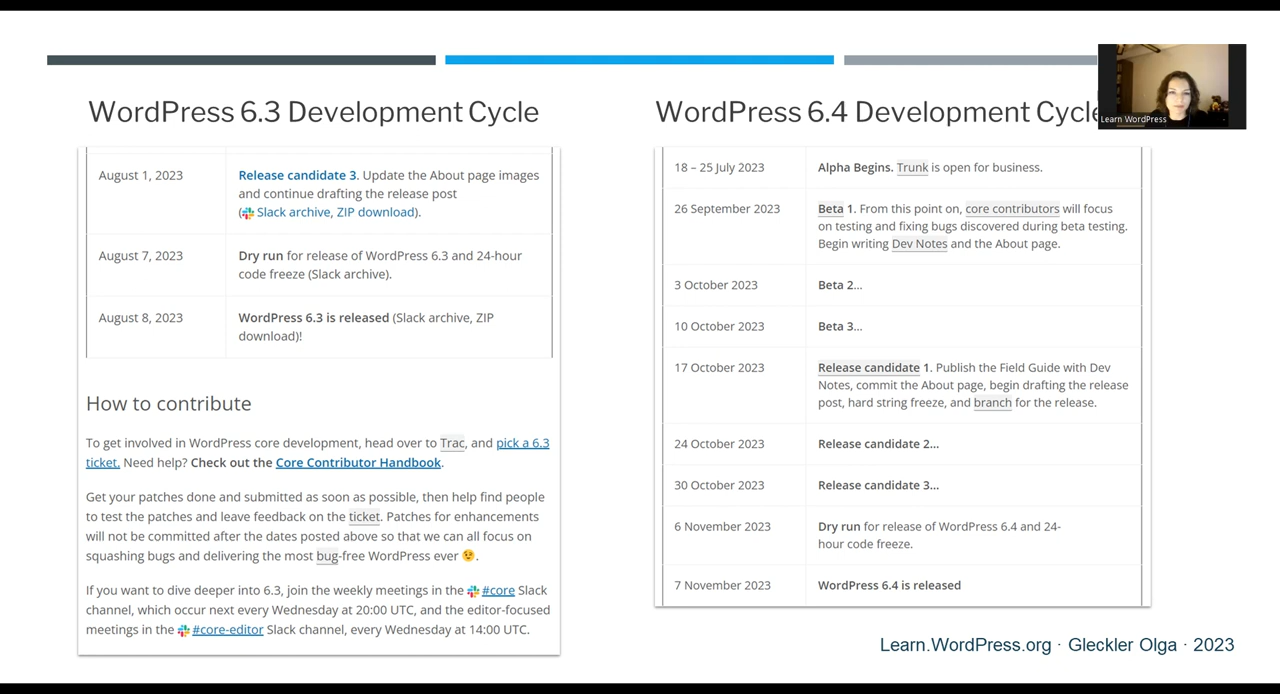 WordPress 6.3 Development Cycle
August 1, 2023
Release candidate 3. Update the About page images
and continue drafting the release post
(Slack archive, ZIP download).
August 7, 2023
Dry run for release of WordPress 6.3 and 24-hour
code freeze (Slack archive).
August 8, 2023
WordPress 6.3 is released (Slack archive, ZIP
download)!
How to contribute
To get involved in WordPress core development, head over to Trac, and pick a 6.3
ticket. Need help? Check out the Core Contributor Handbook.
Get your patches done and submitted as soon as possible, then help find people
to test the patches and leave feedback on the ticket. Patches for enhancements
will not be committed after the dates posted above so that we can all focus on
squashing bugs and delivering the most bug-free WordPress ever 😉.
If you want to dive deeper into 6.3, join the weekly meetings in the #core Slack
channel, which occur next every Wednesday at 20:00 UTC, and the editor-focused
meetings in the #core-editor Slack channel, every Wednesday at 14:00 UTC.
WordPress 6.4 Development Cycle
Learn WordPress
18 – 25 July 2023
Alpha Begins. Trunk is open for business.
26 September 2023
Beta 1. From this point on, core contributors will focus
on testing and fixing bugs discovered during beta testing.
Begin writing Dev Notes and the About page.
3 October 2023
Beta 2...
10 October 2023
Beta 3...
17 October 2023
Release candidate 1. Publish the Field Guide with Dev
Notes, commit the About page, begin drafting the release
post, hard string freeze, and branch for the release.
24 October 2023
Release candidate 2...
30 October 2023
Release candidate 3...
6 November 2023
Dry run for release of WordPress 6.4 and 24-
hour code freeze.
7 November 2023
WordPress 6.4 is released
Learn.WordPress.org · Gleckler Olga · 2023